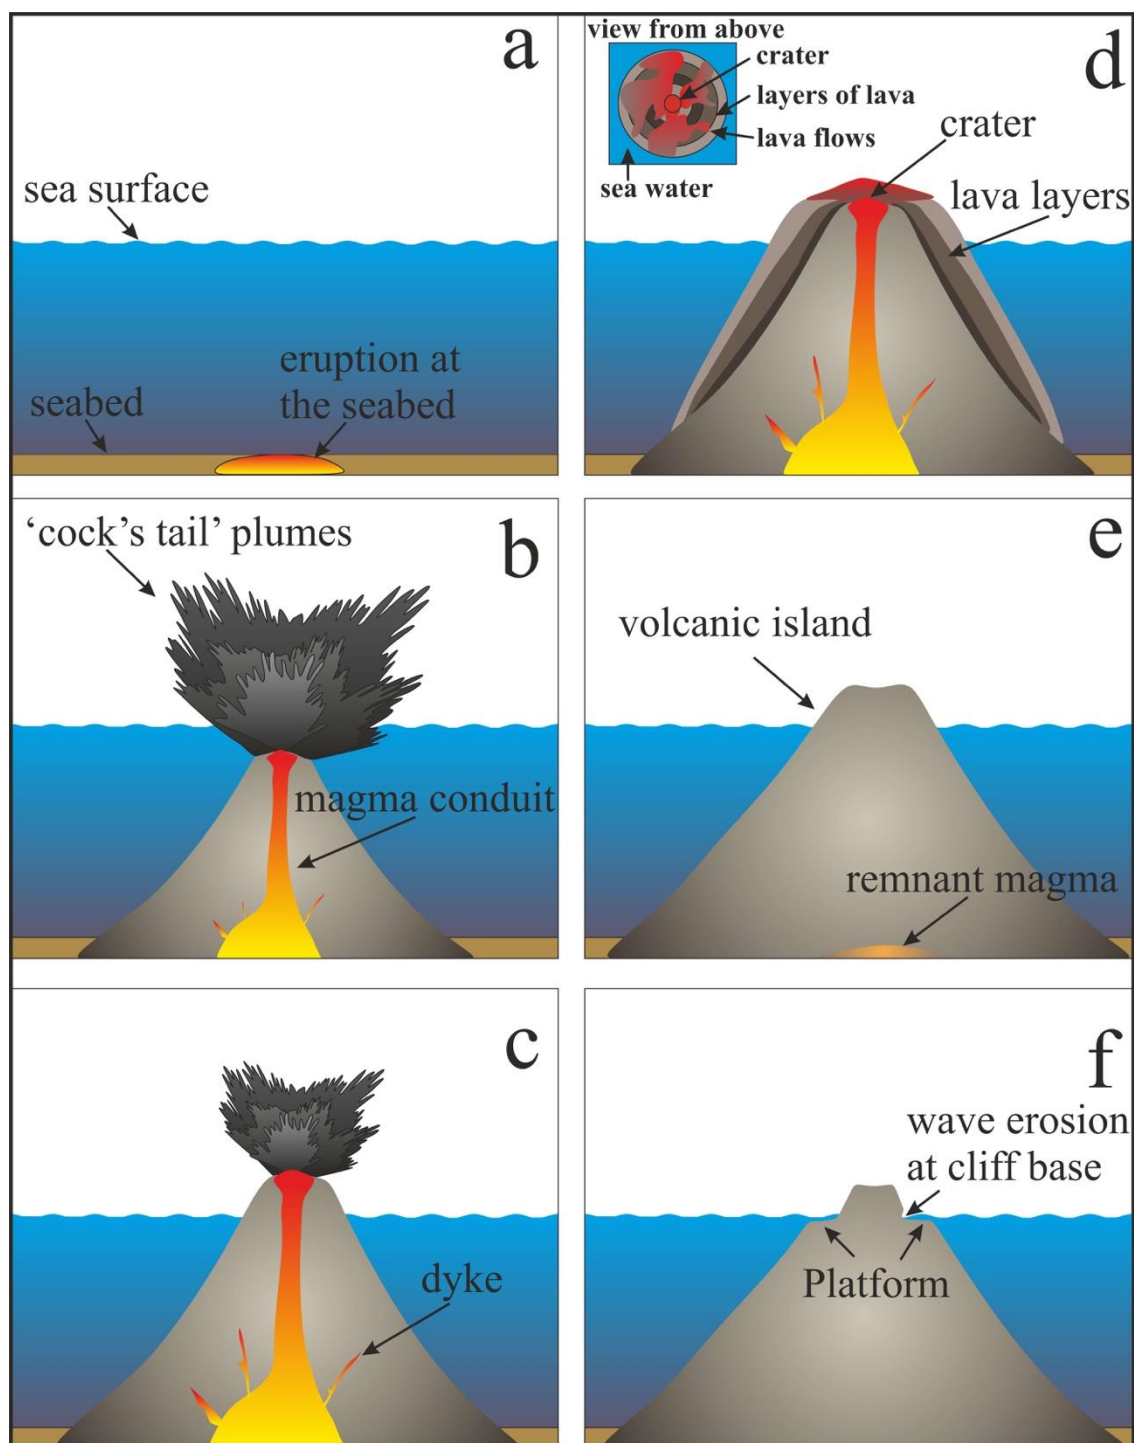 a
sea surface
eruption at
the seabed
seabed
b
‘cock’s tail’ plumes
magma conduit
c
dyke
d
view from above
crater
layers of lava
lava flows
sea water
crater
lava layers
e
volcanic island
remnant magma
f
wave erosion
at cliff base
Platform